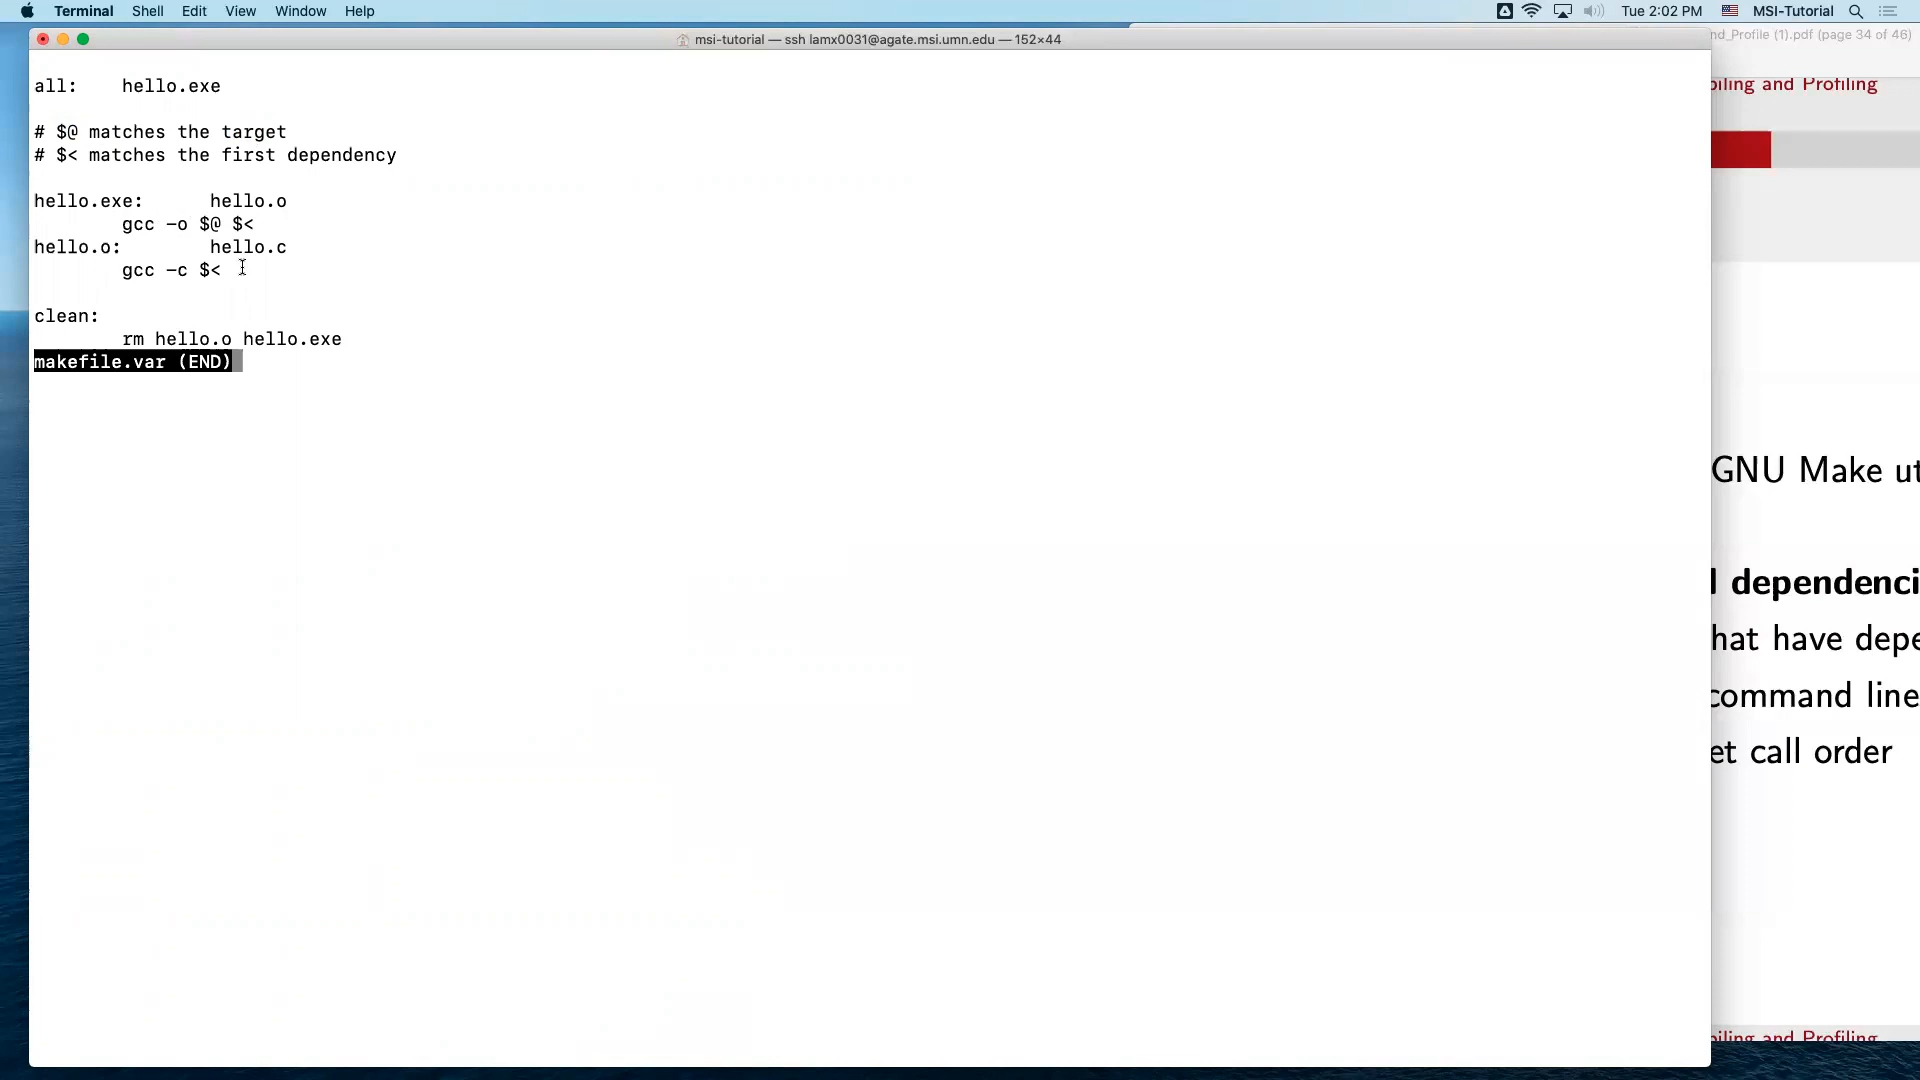 Terminal Shell Edit View Window Help Tue 2:02 PM MSI-Tutorial
msi-tutorial — ssh lamx0031@agate.msi.umn.edu — 152×44
nd_Profile (1).pdf (page 34 of 46)
all: hello.exe
# $@ matches the target
# $< matches the first dependency
hello.exe: hello.o
gcc -o $@ $<
hello.o: hello.c
gcc -c $<
clean:
rm hello.o hello.exe
makefile.var (END)
piling and Profiling
GNU Make ut
l dependenci
hat have depe
command line
et call order
piling and Profiling